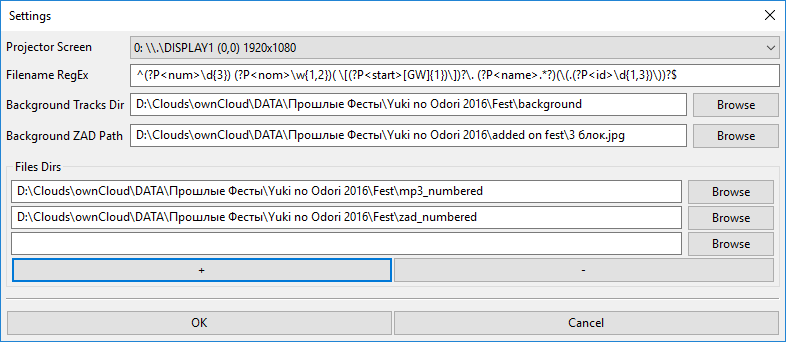 Settings
Projector Screen 0: \\.\DISPLAY1 (0,0) 1920x1080
Filename RegEx ^(?P<num>\d{3}) (?P<nom>\w{1,2})( \[(?P<start>[GW]{1})\])?\. (?P<name>.*?)(\(.(?P<id>\d{1,3})\))?$
Background Tracks Dir D:\Clouds\ownCloud\DATA\Прошлые Фесты\Yuki no Odori 2016\Fest\background Browse
Background ZAD Path D:\Clouds\ownCloud\DATA\Прошлые Фесты\Yuki no Odori 2016\added on fest\3 блок.jpg Browse
Files Dirs
D:\Clouds\ownCloud\DATA\Прошлые Фесты\Yuki no Odori 2016\Fest\mp3_numbered Browse
D:\Clouds\ownCloud\DATA\Прошлые Фесты\Yuki no Odori 2016\Fest\zad_numbered Browse
Browse
+ -
OK Cancel